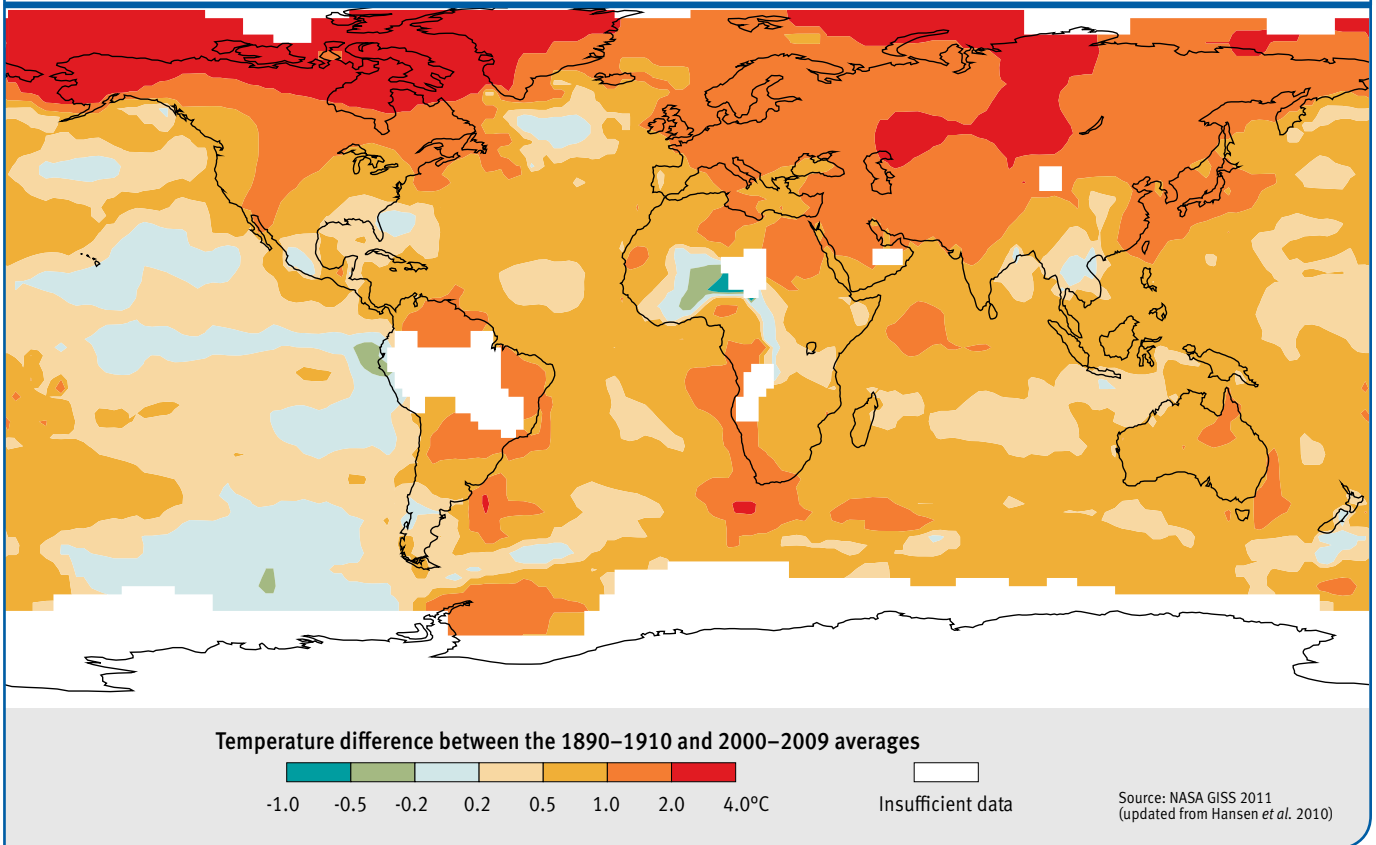 Temperature difference between the 1890–1910 and 2000–2009 averages
-1.0 -0.5 -0.2 0.2 0.5 1.0 2.0 4.0ºC
Insufficient data
Source: NASA GISS 2011
(updated from Hansen et al. 2010)